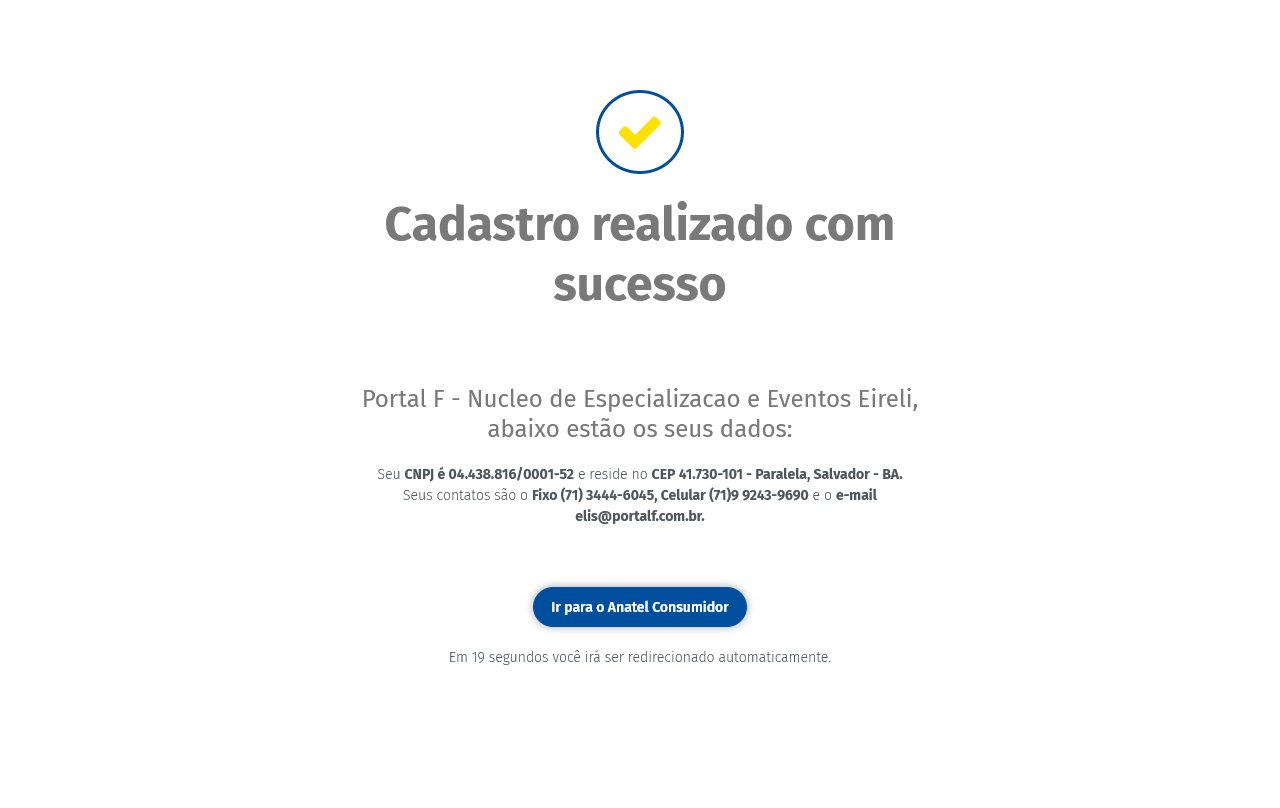 Cadastro realizado com
sucesso
Portal F - Nucleo de Especializacao e Eventos Eireli,
abaixo estão os seus dados:
Seu CNPJ é 04.438.816/0001-52 e reside no CEP 41.730-101 - Paralela, Salvador - BA.
Seus contatos são o Fixo (71) 3444-6045, Celular (71)9 9243-9690 e o e-mail
elis@portalf.com.br.
Ir para o Anatel Consumidor
Em 19 segundos você irá ser redirecionado automaticamente.